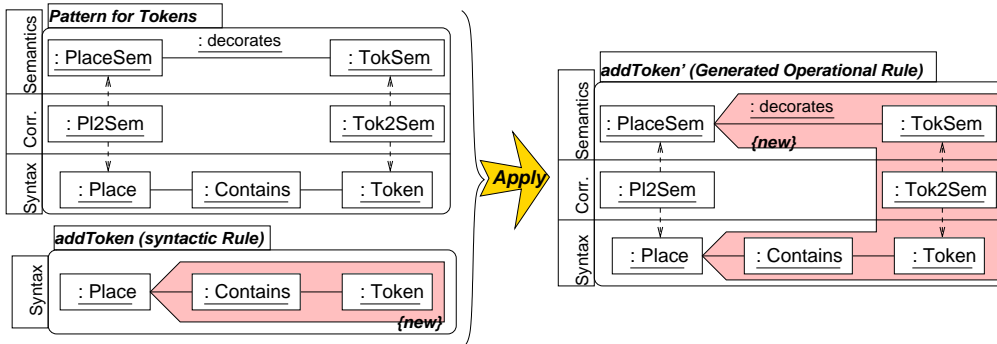 Pattern for Tokens
Semantics
: PlaceSem
: decorates
: TokSem
Corr.
: Pl2Sem
: Tok2Sem
Syntax
: Place
: Contains
: Token
addToken (syntactic Rule)
Syntax
: Place
: Contains
: Token
{new}
Apply
addToken' (Generated Operational Rule)
Semantics
: PlaceSem
: decorates
{new}
: TokSem
Corr.
: Pl2Sem
: Tok2Sem
Syntax
: Place
: Contains
: Token